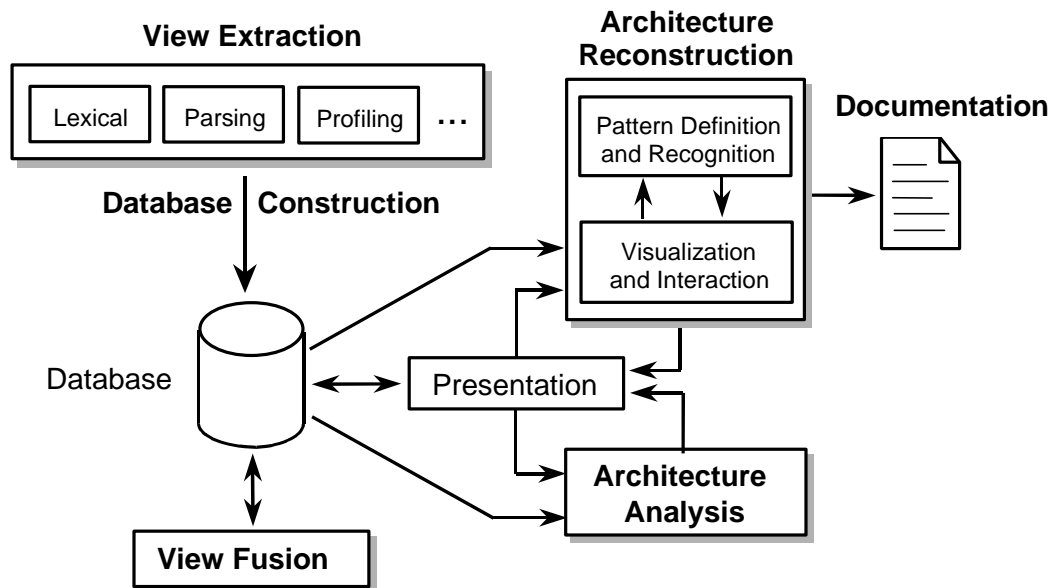 View Extraction
Lexical
Parsing
Profiling
...
Architecture
Reconstruction
Pattern Definition
and Recognition
Visualization
and Interaction
Documentation
Database Construction
Database
Presentation
Architecture
Analysis
View Fusion